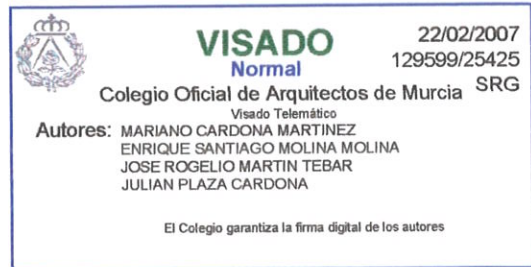 VISADO
Normal
22/02/2007
129599/25425
SRG
Colegio Oficial de Arquitectos de Murcia
Visado Telemático
Autores: MARIANO CARDONA MARTINEZ
ENRIQUE SANTIAGO MOLINA MOLINA
JOSE ROGELIO MARTIN TEBAR
JULIAN PLAZA CARDONA
El Colegio garantiza la firma digital de los autores